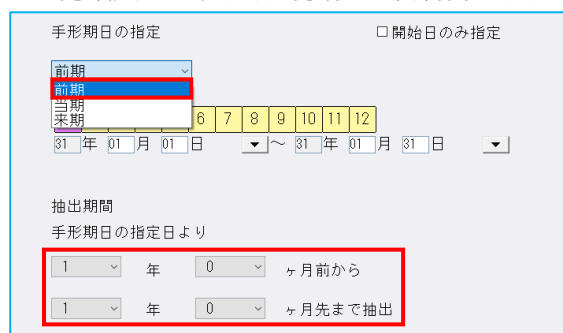 手形期日の指定 □開始日のみ指定
前期
前期
当期
来期
6 7 8 9 10 11 12
31 年 01 月 01 日 ～ 31 年 01 月 31 日
抽出期間
手形期日の指定日より
1 年 0 ヶ月前から
1 年 0 ヶ月先まで抽出